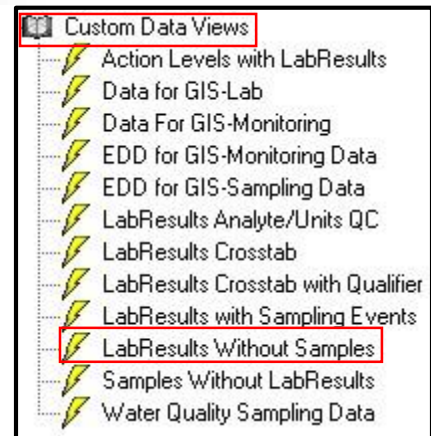 Custom Data Views
Action Levels with LabResults
Data for GIS-Lab
Data For GIS-Monitoring
EDD for GIS-Monitoring Data
EDD for GIS-Sampling Data
LabResults Analyte/Units QC
LabResults Crosstab
LabResults Crosstab with Qualifier
LabResults with Sampling Events
LabResults Without Samples
Samples Without LabResults
Water Quality Sampling Data